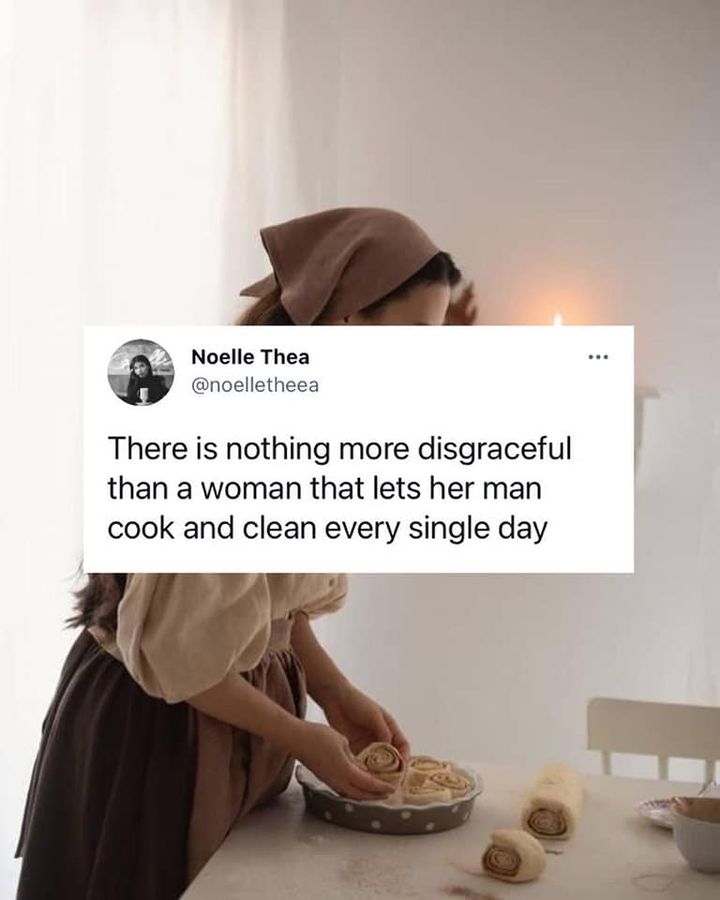 Noelle Thea
@noelletheea
There is nothing more disgraceful
than a woman that lets her man
cook and clean every single day